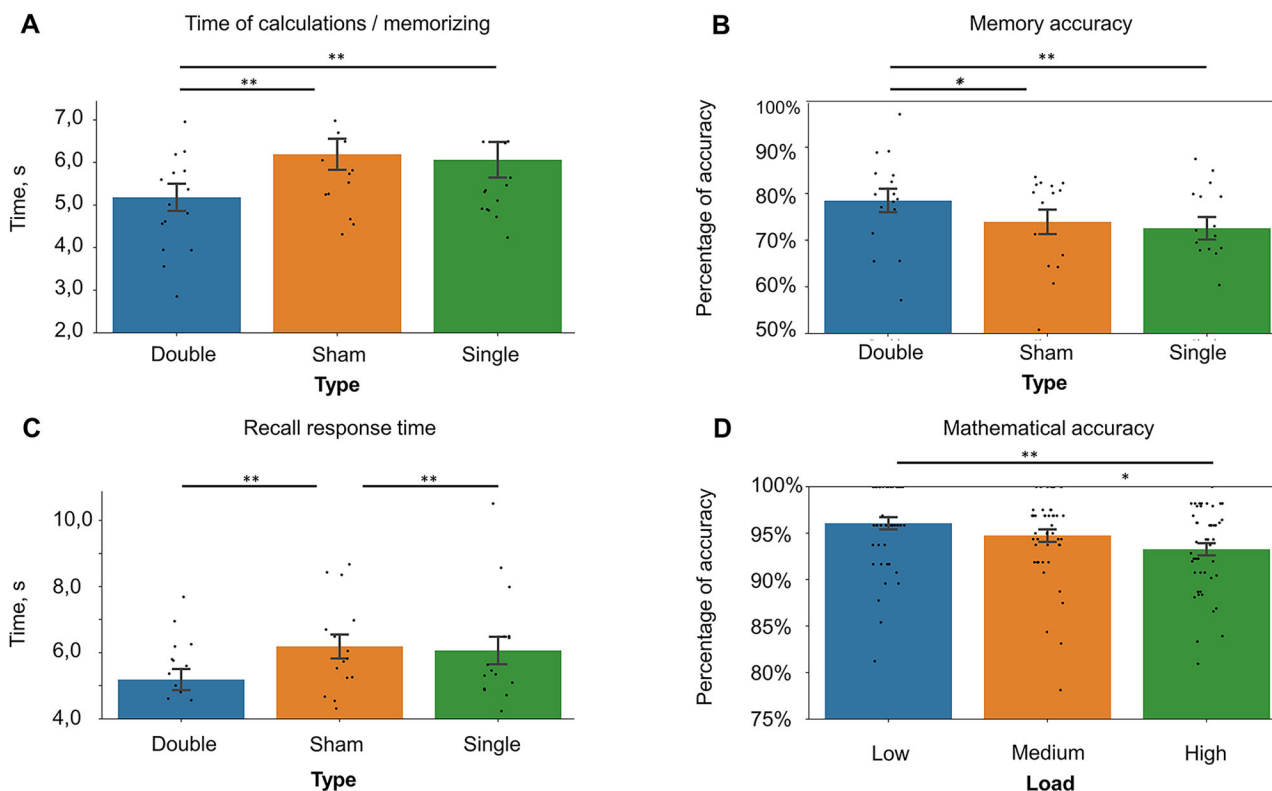 A
Time of calculations / memorizing
**
**
7,0
6,0
5,0
4,0
3,0
2,0
Time, s
Double
Sham
Single
Type
B
Memory accuracy
**
*
100%
90%
80%
70%
60%
50%
Percentage of accuracy
Double
Sham
Single
Type
C
Recall response time
**
**
10,0
8,0
6,0
4,0
Time, s
Double
Sham
Single
Type
D
Mathematical accuracy
**
*
100%
95%
90%
85%
80%
75%
Percentage of accuracy
Low
Medium
High
Load